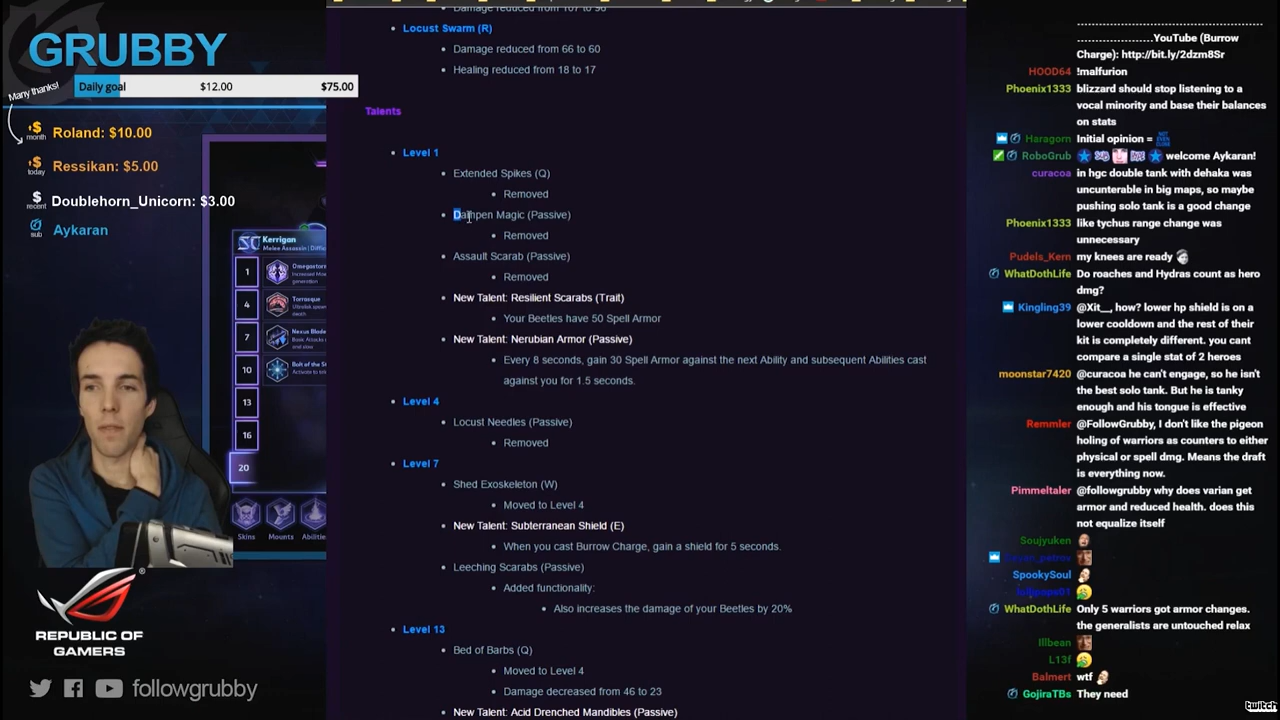 GRUBBY
Many thanks!
Daily goal $12.00 $75.00
$ month Roland: $10.00
$ today Ressikan: $5.00
$ recent Doublehorn_Unicorn: $3.00
sub Aykaran
Kerrigan
1
4 Torrasque
7
10
13
16
20
Skins Mounts Abilities
REPUBLIC OF
GAMERS
followgrubby
Damage reduced from 107 to 96
Locust Swarm (R)
Damage reduced from 66 to 60
Healing reduced from 18 to 17
Talents
Level 1
Extended Spikes (Q)
Removed
Dampen Magic (Passive)
Removed
Assault Scarab (Passive)
Removed
New Talent: Resilient Scarabs (Trait)
Your Beetles have 50 Spell Armor
New Talent: Nerubian Armor (Passive)
Every 8 seconds, gain 30 Spell Armor against the next Ability and subsequent Abilities cast
against you for 1.5 seconds.
Level 4
Locust Needles (Passive)
Removed
Level 7
Shed Exoskeleton (W)
Moved to Level 4
New Talent: Subterranean Shield (E)
When you cast Burrow Charge, gain a shield for 5 seconds.
Leeching Scarabs (Passive)
Added functionality:
Also increases the damage of your Beetles by 20%
Level 13
Bed of Barbs (Q)
Moved to Level 4
Damage decreased from 46 to 23
New Talent: Acid Drenched Mandibles (Passive)
YouTube (Burrow
Charge): http://bit.ly/2dzm8Sr
HOOD64 !malfurion
Phoenix1333 blizzard should stop listening to
a vocal minority and base their balances
on stats
Haragorn Initial opinion =
RoboGrub welcome Aykaran!
curacoa in hgc double tank with dehaka
was uncunterable in big maps, so maybe
pushing solo tank is a good change
Phoenix1333 like tychus range change was
unnecessary
Pudels_Kern my knees are ready
WhatDothLife Do roaches and Hydras count as hero
dmg?
Kingling39 @Xit__, how? lower hp shield is on a
lower cooldown and the rest of their
kit is completely different. you cant
compare a single stat of 2 heroes
moonstar7420 @curacoa he can't engage, so he isn't
the best solo tank. But he is tanky
enough and his tongue is effective
Remmler @FollowGrubby, I don't like the pigeon
holing of warriors as counters to either
physical or spell dmg. Means the draft
is everything now.
Pimmeltaler @followgrubby why does varian get
armor and reduced health. does this
not equalize itself
Soujyuken
SpookySoul
WhatDothLife Only 5 warriors got armor changes.
the generalists are untouched relax
Illbean
L13f
Balmert wtf
GojiraTBs They need
twitch